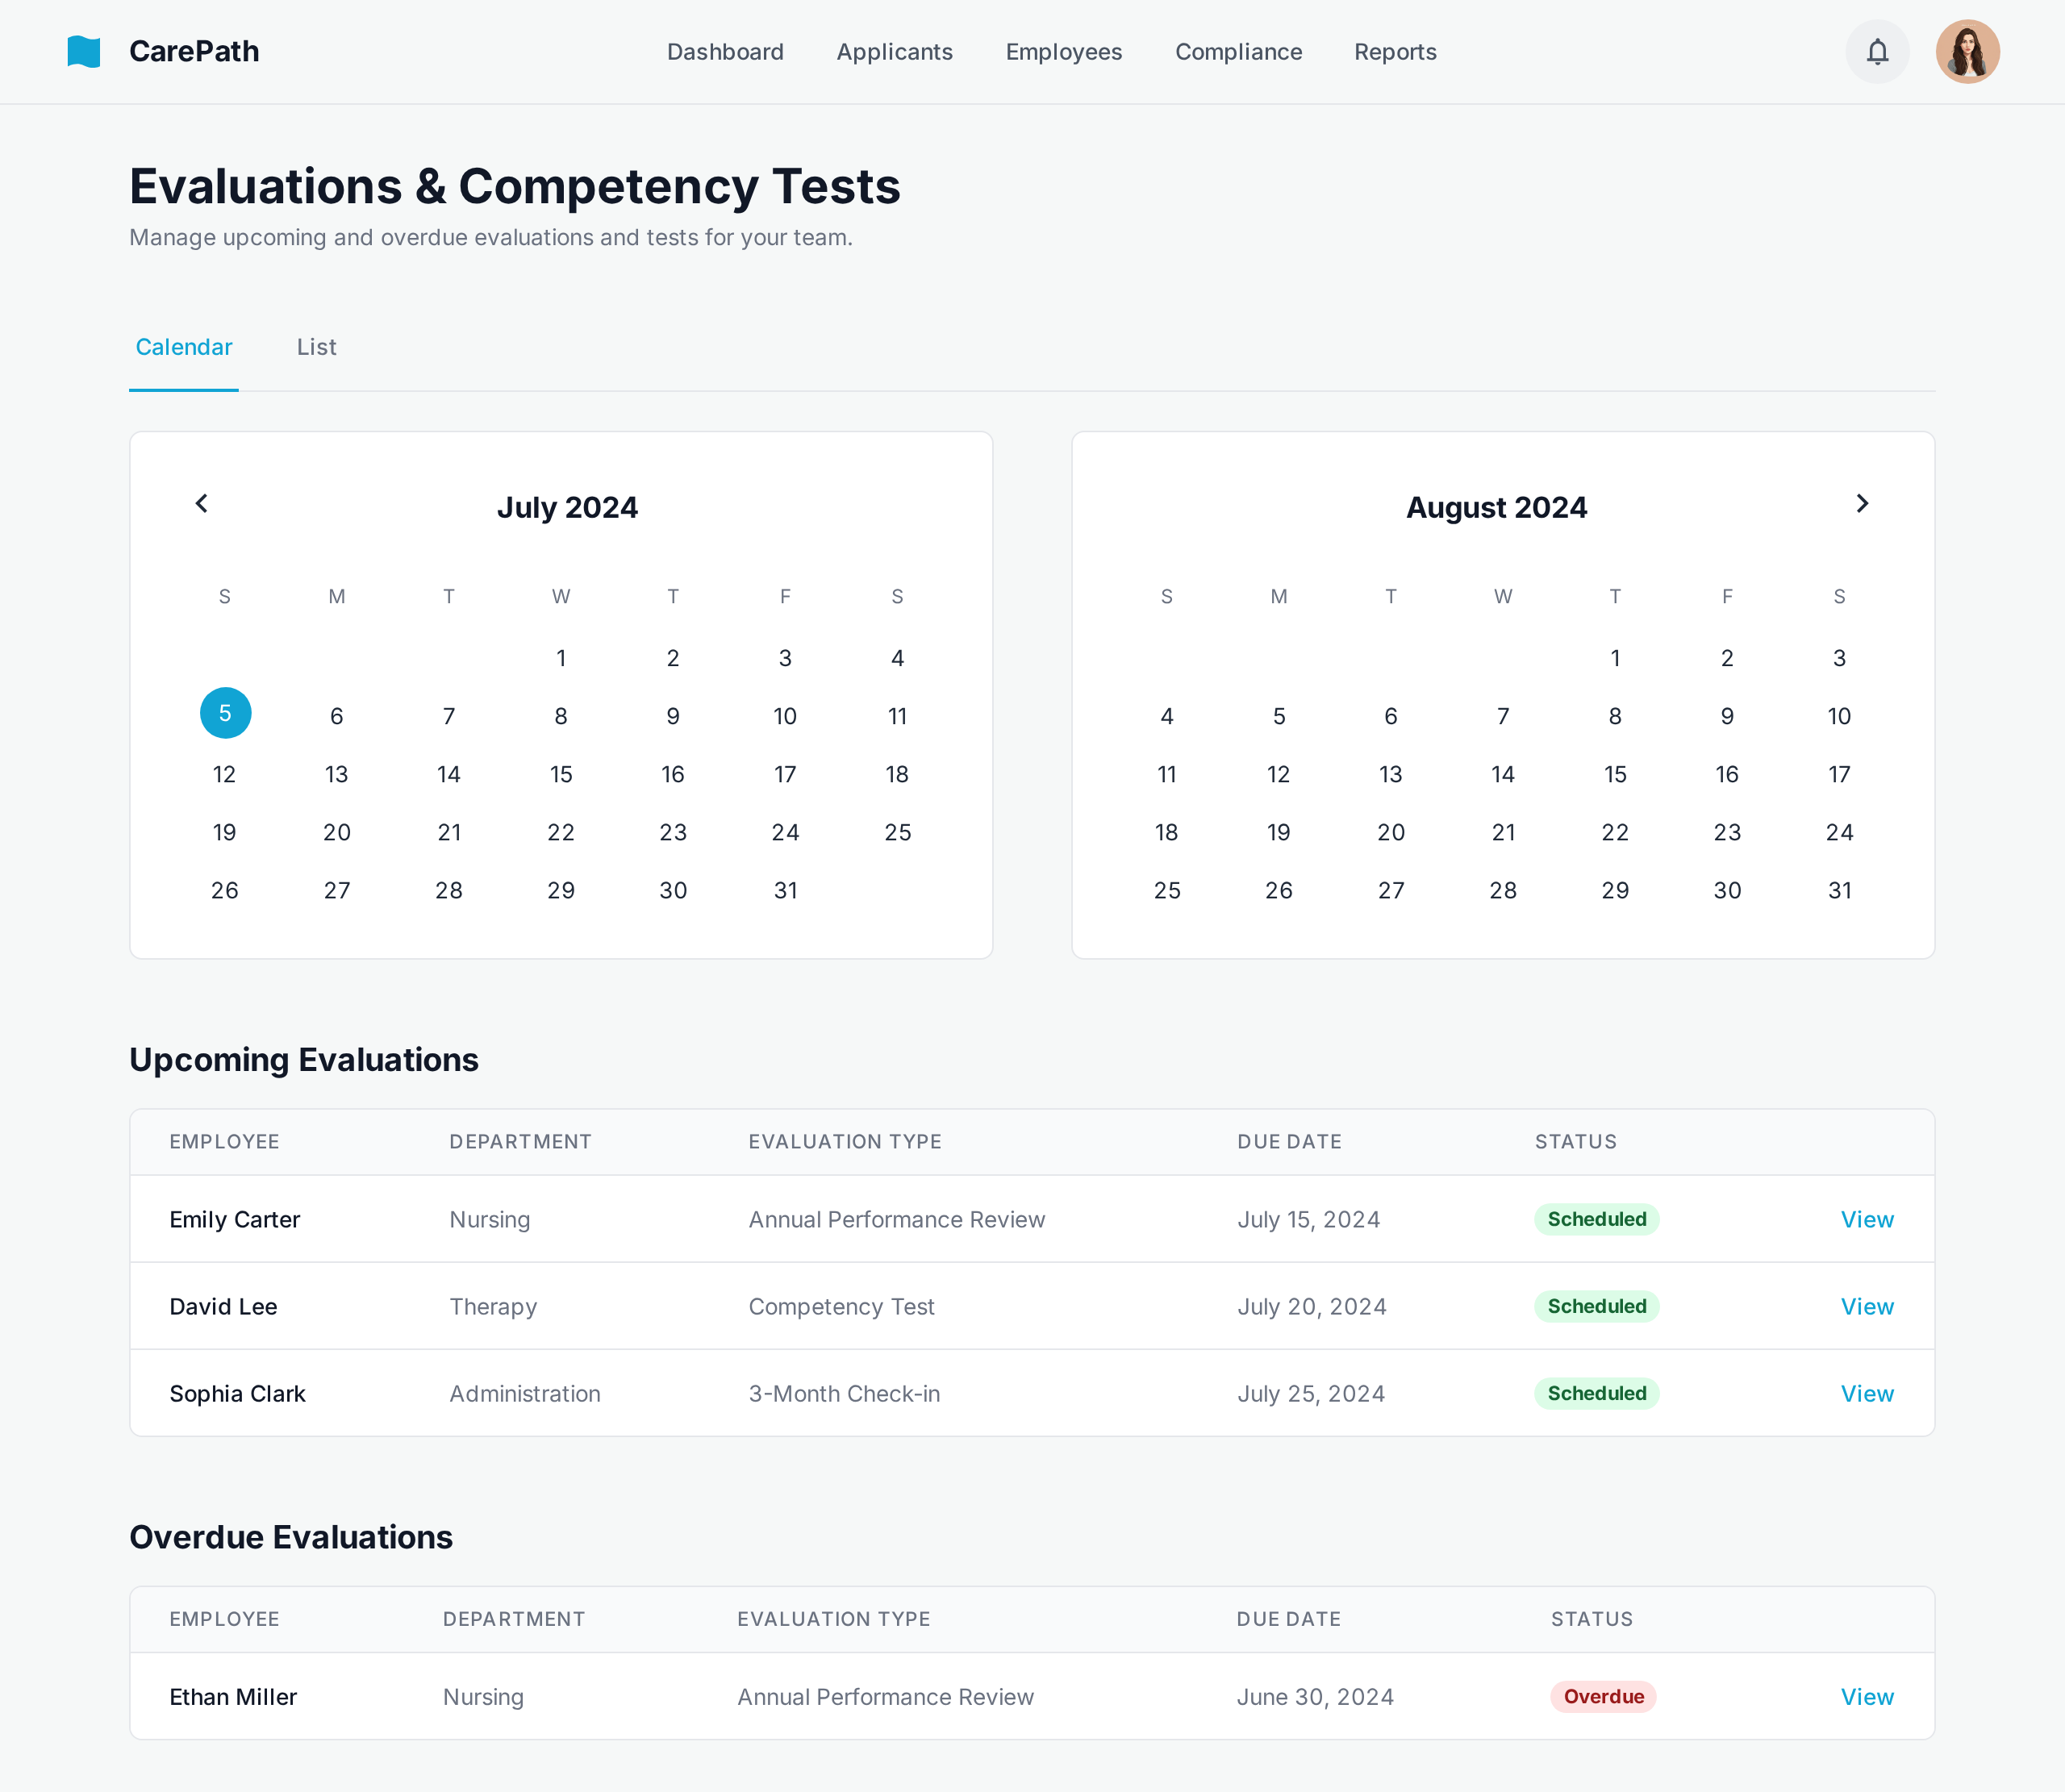 CarePath Dashboard Applicants Employees Compliance Reports
Evaluations & Competency Tests
Manage upcoming and overdue evaluations and tests for your team.
Calendar List
July 2024
S M T W T F S
1 2 3 4
5 6 7 8 9 10 11
12 13 14 15 16 17 18
19 20 21 22 23 24 25
26 27 28 29 30 31
August 2024
S M T W T F S
1 2 3
4 5 6 7 8 9 10
11 12 13 14 15 16 17
18 19 20 21 22 23 24
25 26 27 28 29 30 31
Upcoming Evaluations
EMPLOYEE DEPARTMENT EVALUATION TYPE DUE DATE STATUS
Emily Carter Nursing Annual Performance Review July 15, 2024 Scheduled View
David Lee Therapy Competency Test July 20, 2024 Scheduled View
Sophia Clark Administration 3-Month Check-in July 25, 2024 Scheduled View
Overdue Evaluations
EMPLOYEE DEPARTMENT EVALUATION TYPE DUE DATE STATUS
Ethan Miller Nursing Annual Performance Review June 30, 2024 Overdue View